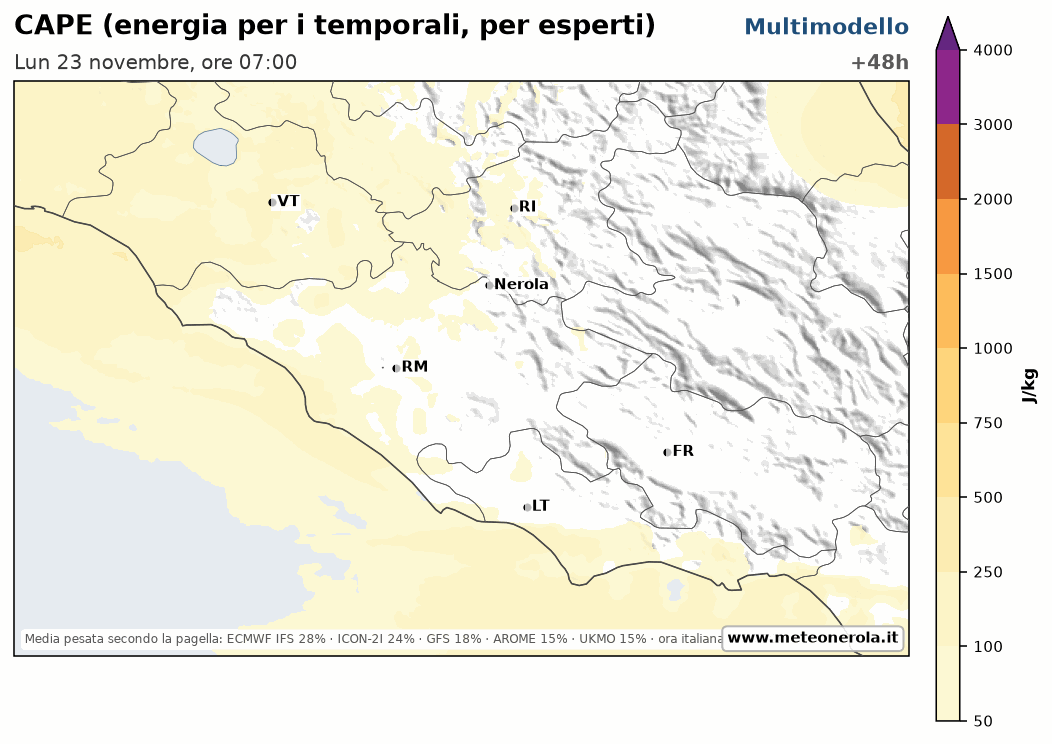 CAPE (energia per i temporali, per esperti)
Multimodello
Lun 23 novembre, ore 07:00
+48h
VT
RI
Nerola
RM
FR
LT
Media pesata secondo la pagella: ECMWF IFS 28% · ICON-2I 24% · GFS 18% · AROME 15% · UKMO 15% · ora italiana
www.meteonerola.it
4000
3000
2000
1500
1000
750
500
250
100
50
J/kg